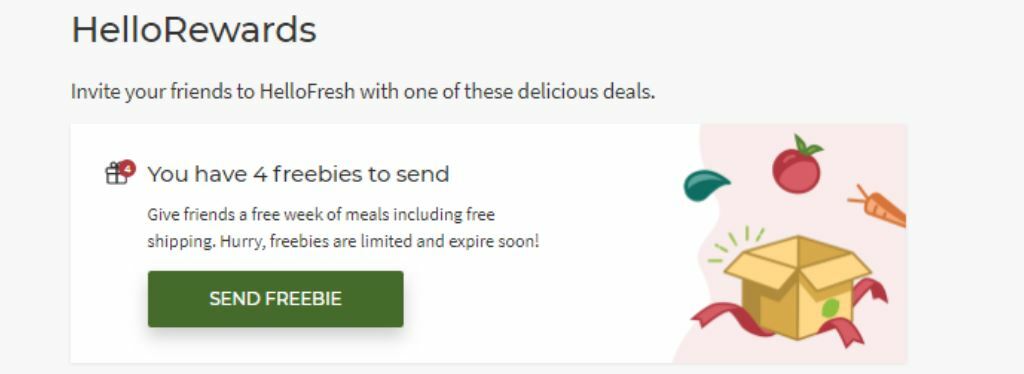 HelloRewards
Invite your friends to HelloFresh with one of these delicious deals.
4
You have 4 freebies to send
Give friends a free week of meals including free
shipping. Hurry, freebies are limited and expire soon!
SEND FREEBIE